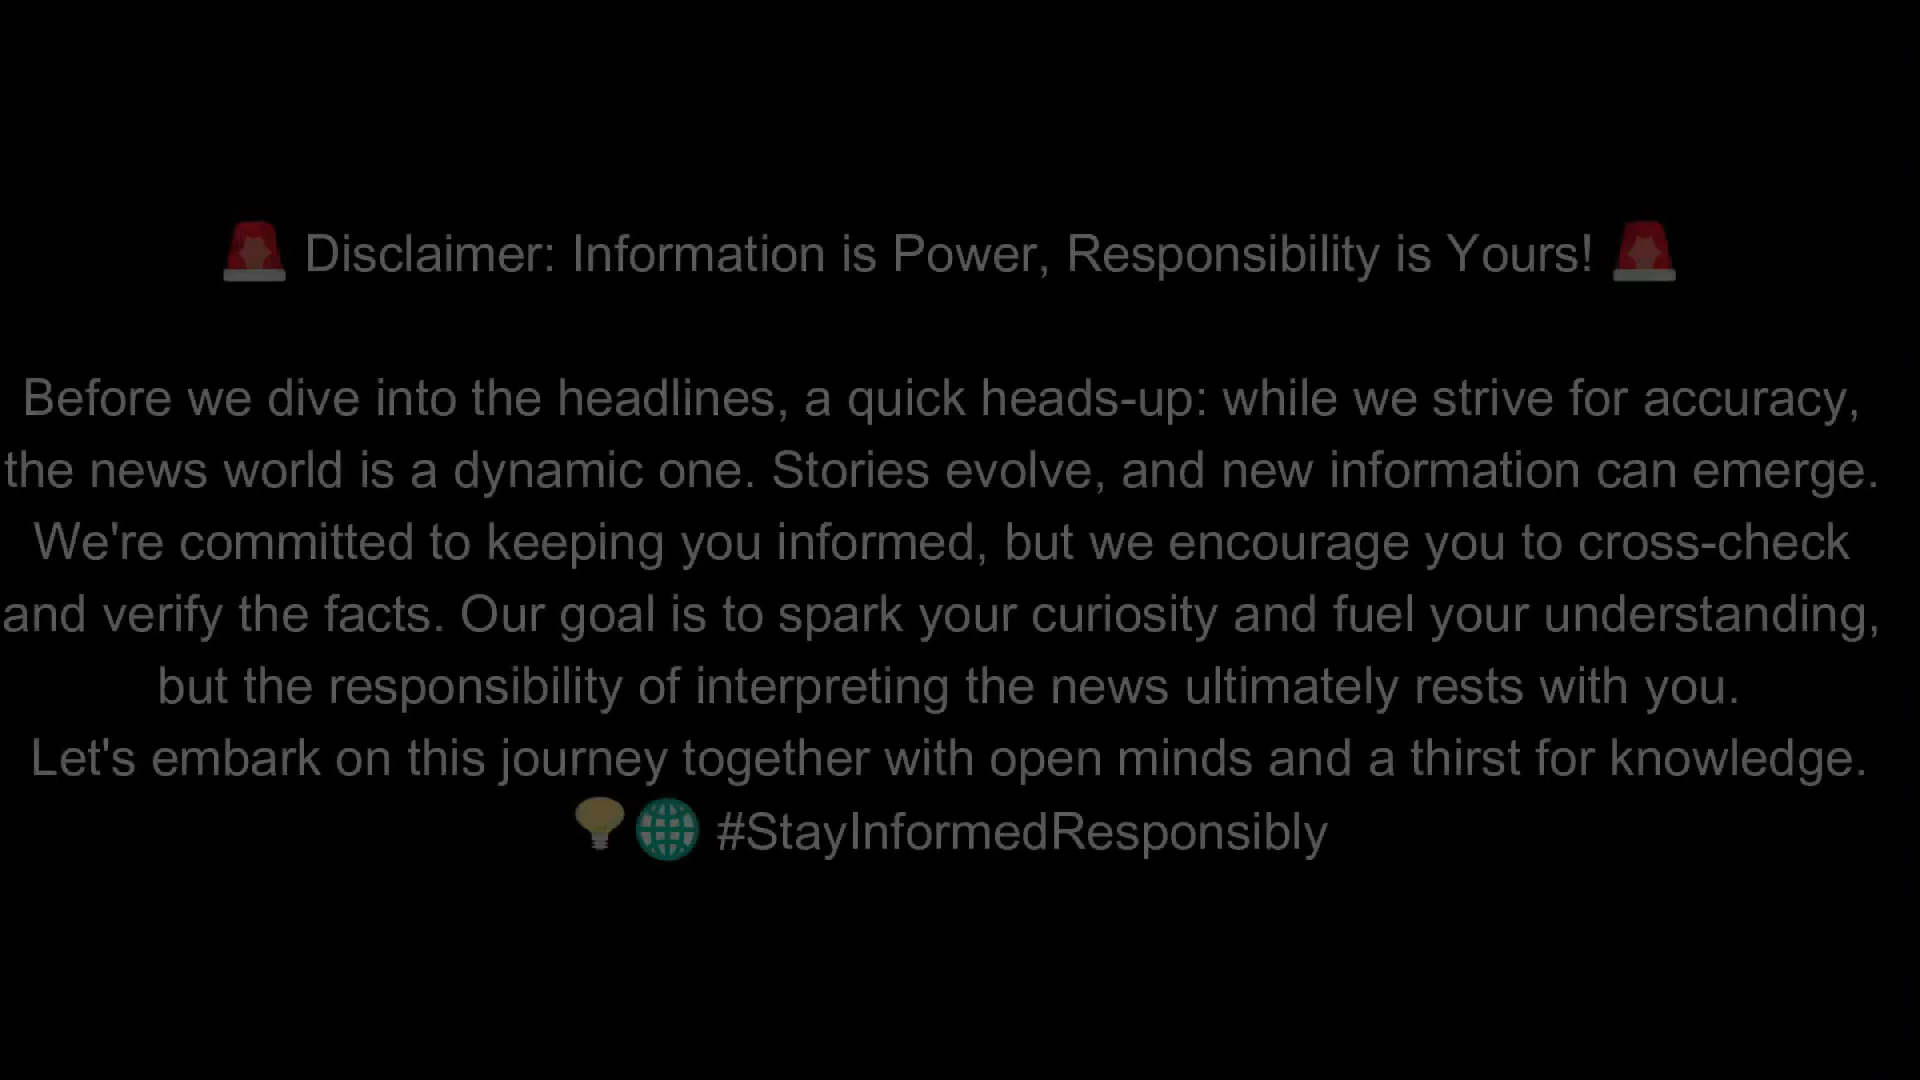 🚨 Disclaimer: Information is Power, Responsibility is Yours! 🚨
Before we dive into the headlines, a quick heads-up: while we strive for accuracy,
the news world is a dynamic one. Stories evolve, and new information can emerge.
We're committed to keeping you informed, but we encourage you to cross-check
and verify the facts. Our goal is to spark your curiosity and fuel your understanding,
but the responsibility of interpreting the news ultimately rests with you.
Let's embark on this journey together with open minds and a thirst for knowledge.
💡🌐 #StayInformedResponsibly